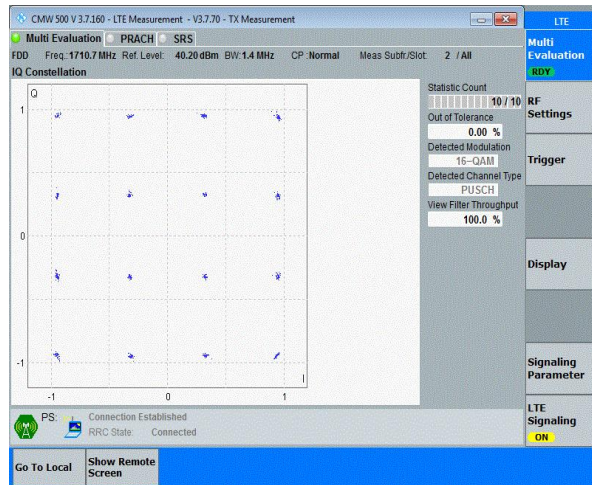 CMW 500 V 3.7.160 - LTE Measurement - V3.7.70 - TX Measurement
LTE
Multi Evaluation PRACH SRS
FDD Freq.:1710.7 MHz Ref. Level: 40.20 dBm BW:1.4 MHz CP :Normal Meas Subfr./Slot: 2 / All
IQ Constellation
Multi
Evaluation
RDY
Q
1
0
-1
-1
0
1
I
Statistic Count
10 / 10
Out of Tolerance
0.00 %
Detected Modulation
16-QAM
Detected Channel Type
PUSCH
View Filter Throughput
100.0 %
RF
Settings
Trigger
Display
Signaling
Parameter
LTE
Signaling
ON
PS:
Connection Established
RRC State: Connected
Go To Local
Show Remote
Screen